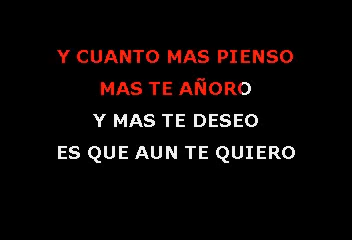 Y CUANTO MAS PIENSO
MAS TE AÑORO
Y MAS TE DESEO
ES QUE AUN TE QUIERO